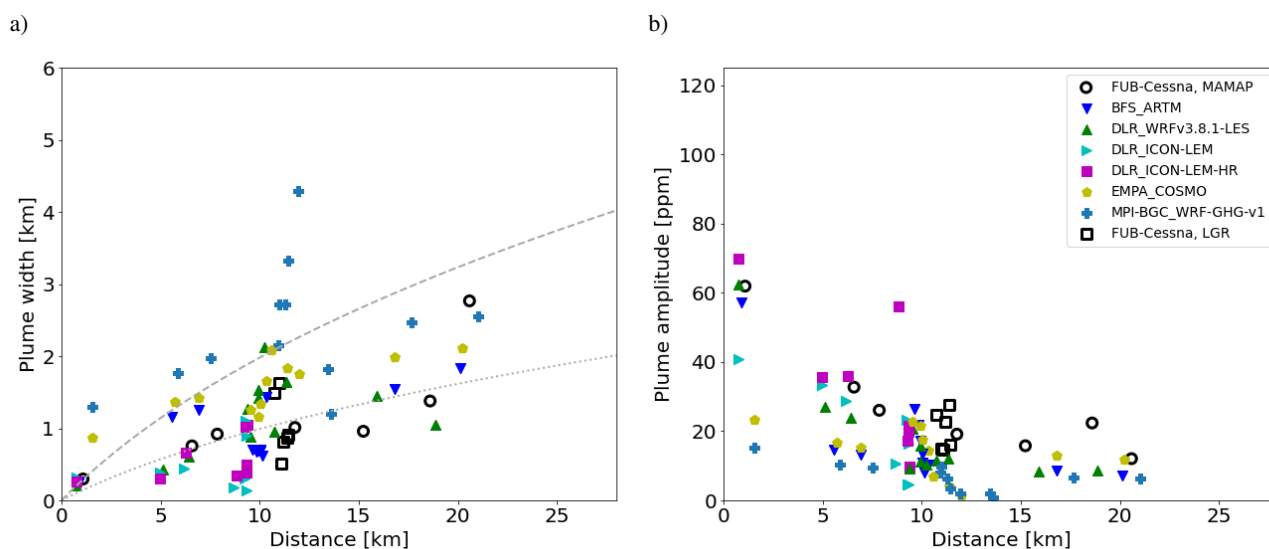 a)
6
5
4
3
2
1
0
Plume width [km]
0 5 10 15 20 25
Distance [km]
b)
120
100
80
60
40
20
0
Plume amplitude [ppm]
0 5 10 15 20 25
Distance [km]
FUB-Cessna, MAMAP
BFS_ARTM
DLR_WRFv3.8.1-LES
DLR_ICON-LEM
DLR_ICON-LEM-HR
EMPA_COSMO
MPI-BGC_WRF-GHG-v1
FUB-Cessna, LGR